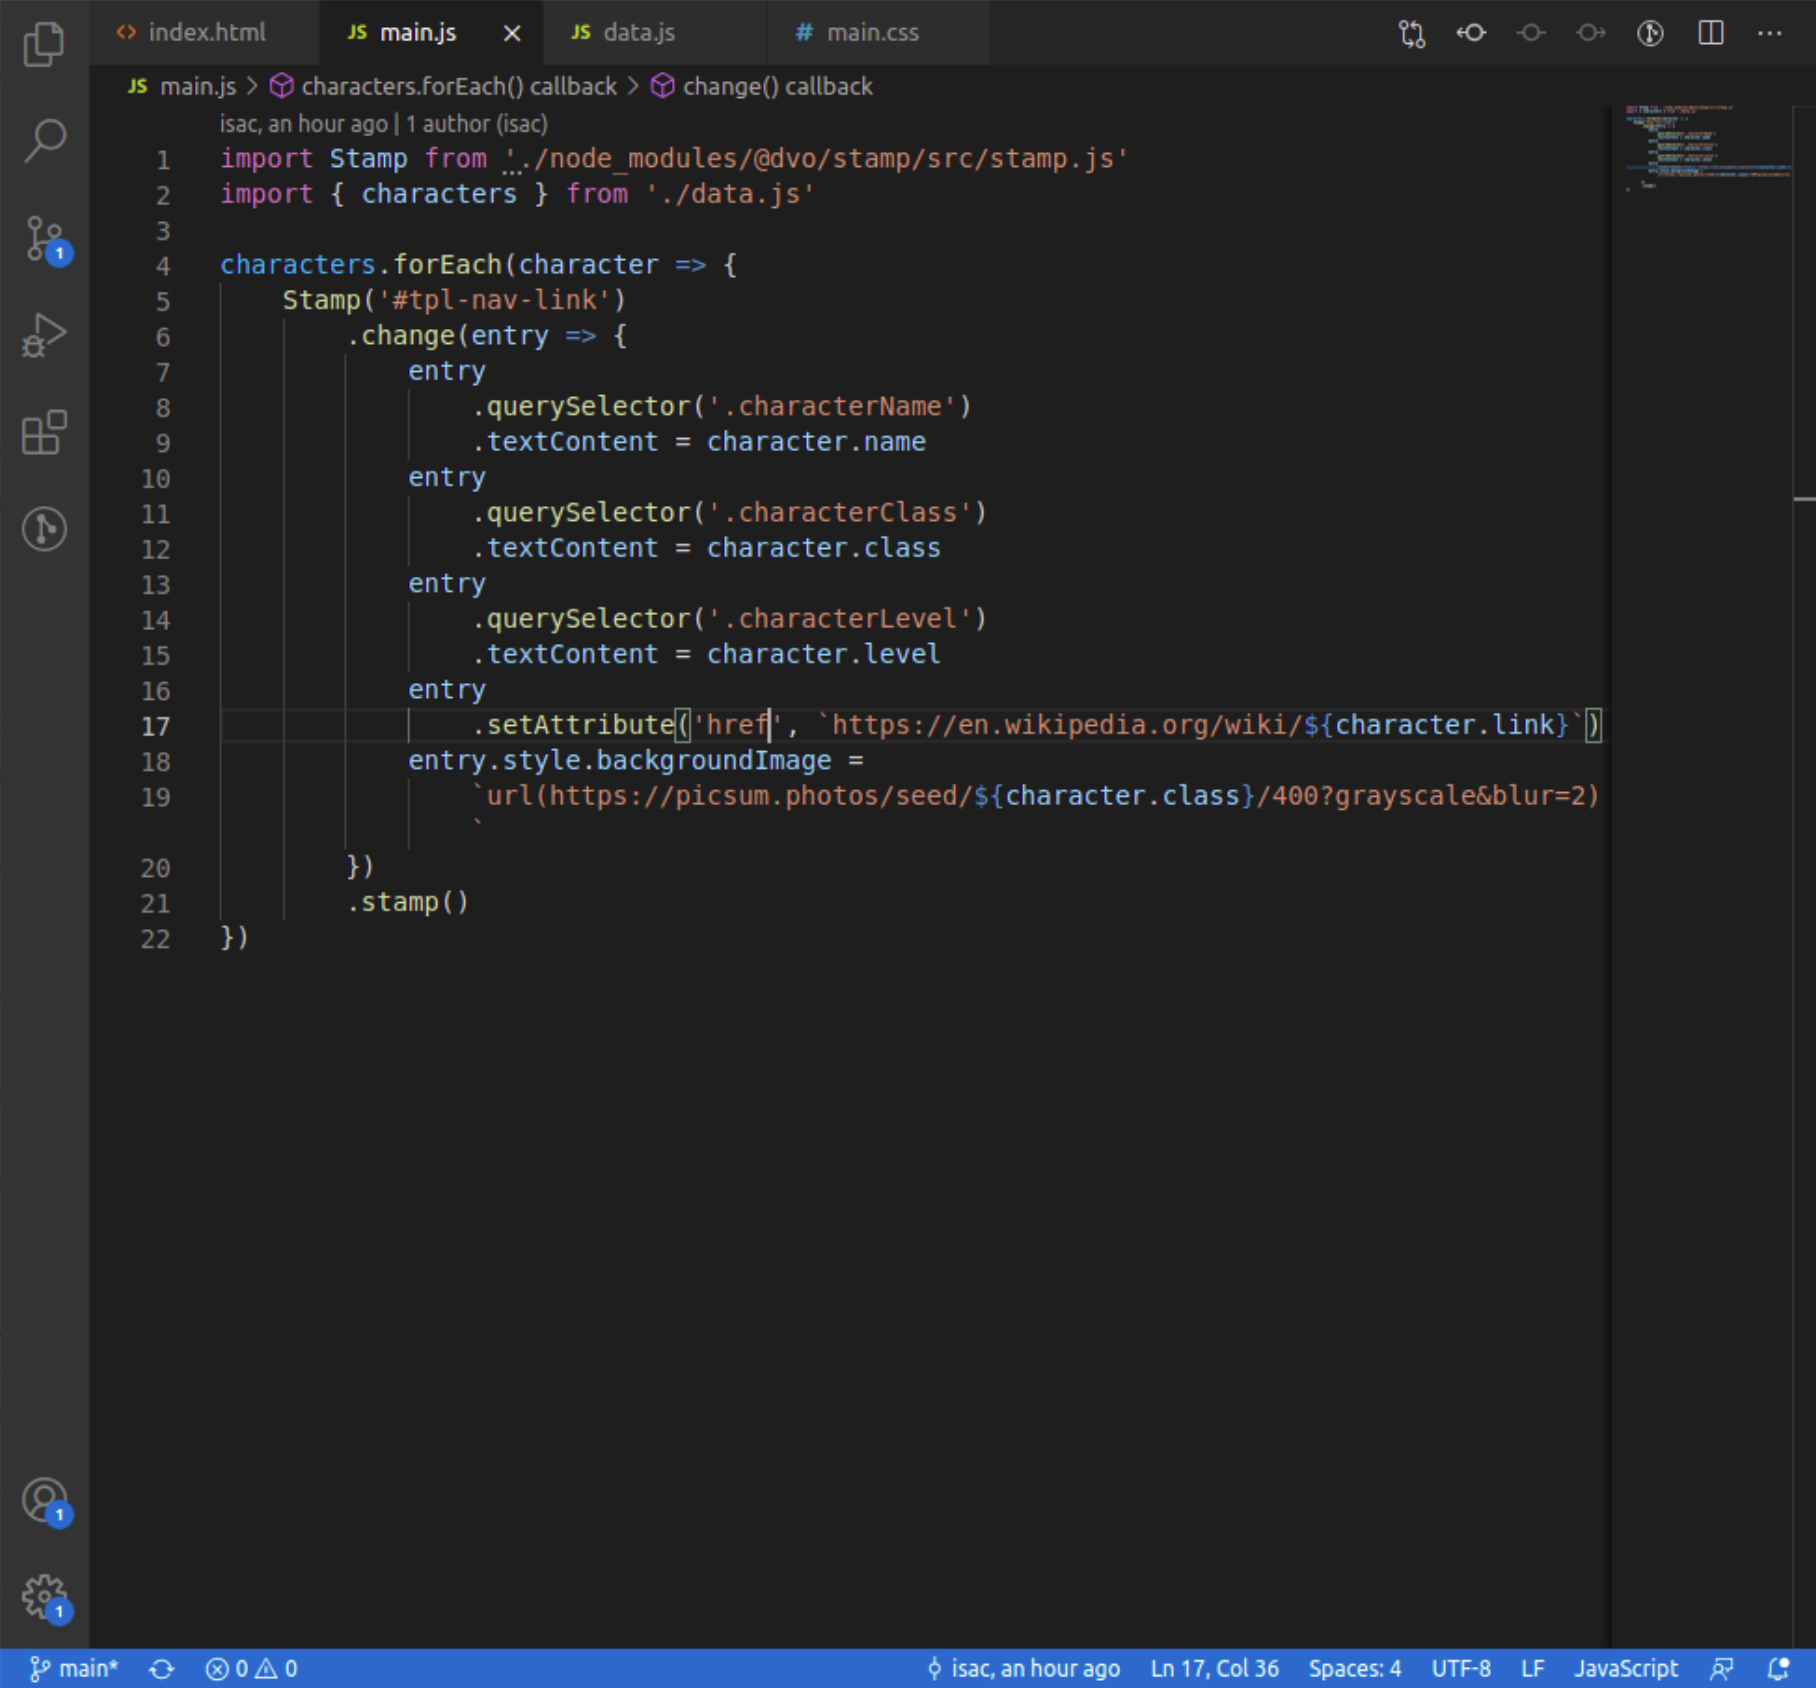 index.html main.js data.js main.css
main.js > characters.forEach() callback > change() callback
isac, an hour ago | 1 author (isac)
1 import Stamp from './node_modules/@dvo/stamp/src/stamp.js'
2 import { characters } from './data.js'
3
4 characters.forEach(character => {
5 Stamp('#tpl-nav-link')
6 .change(entry => {
7 entry
8 .querySelector('.characterName')
9 .textContent = character.name
10 entry
11 .querySelector('.characterClass')
12 .textContent = character.class
13 entry
14 .querySelector('.characterLevel')
15 .textContent = character.level
16 entry
17 .setAttribute('href', `https://en.wikipedia.org/wiki/${character.link}`)
18 entry.style.backgroundImage =
19 `url(https://picsum.photos/seed/${character.class}/400?grayscale&blur=2)
`
20 })
21 .stamp()
22 })
1
1
1
main* 0 0 isac, an hour ago Ln 17, Col 36 Spaces: 4 UTF-8 LF JavaScript